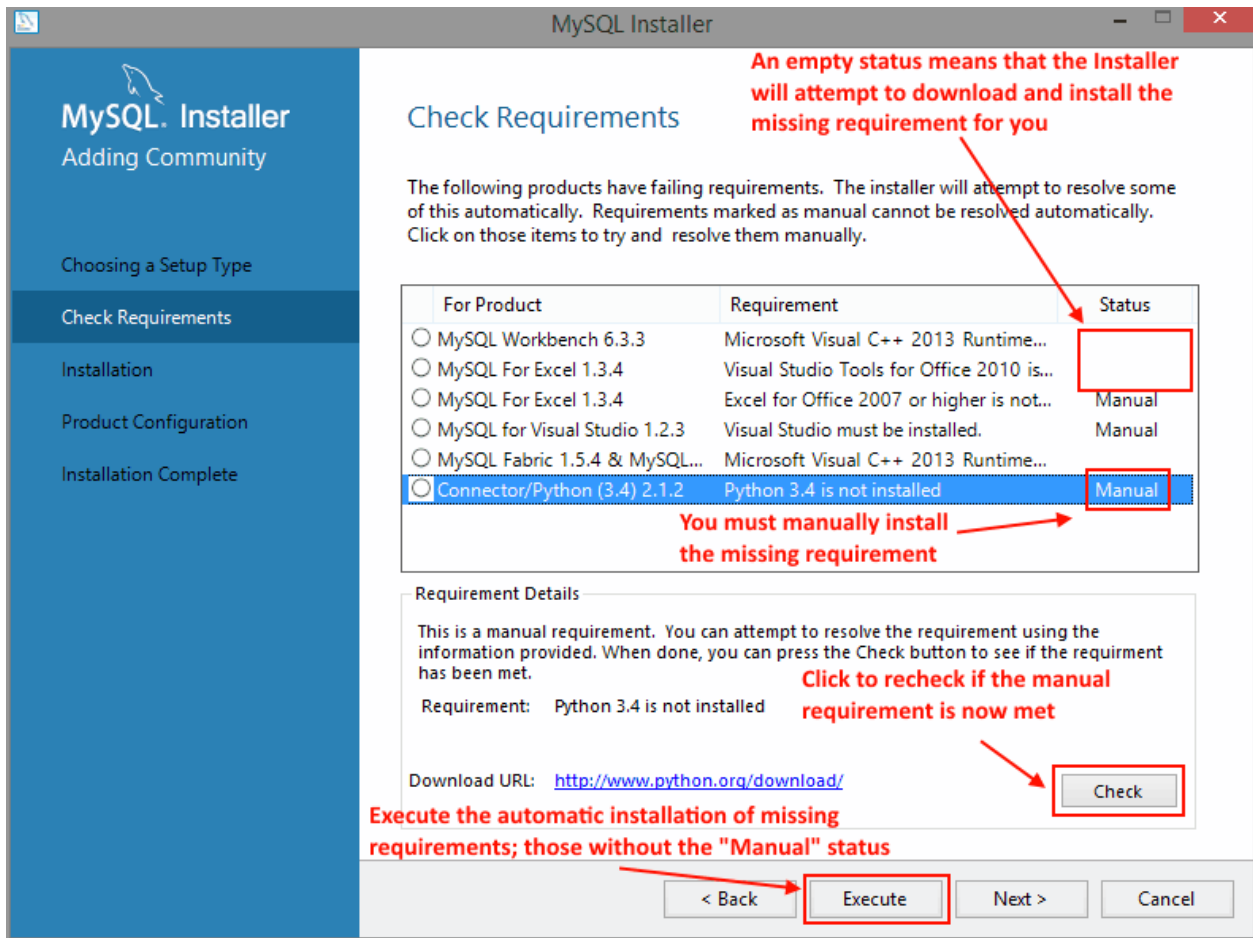 MySQL Installer
An empty status means that the Installer
will attempt to download and install the
missing requirement for you
MySQL. Installer
Adding Community
Choosing a Setup Type
Check Requirements
Installation
Product Configuration
Installation Complete
Check Requirements
The following products have failing requirements. The installer will attempt to resolve some
of this automatically. Requirements marked as manual cannot be resolved automatically.
Click on those items to try and resolve them manually.
For Product Requirement Status
MySQL Workbench 6.3.3 Microsoft Visual C++ 2013 Runtime...
MySQL For Excel 1.3.4 Visual Studio Tools for Office 2010 is...
MySQL For Excel 1.3.4 Excel for Office 2007 or higher is not... Manual
MySQL for Visual Studio 1.2.3 Visual Studio must be installed. Manual
MySQL Fabric 1.5.4 & MySQL... Microsoft Visual C++ 2013 Runtime...
Connector/Python (3.4) 2.1.2 Python 3.4 is not installed Manual
You must manually install
the missing requirement
Requirement Details
This is a manual requirement. You can attempt to resolve the requirement using the
information provided. When done, you can press the Check button to see if the requirment
has been met.
Click to recheck if the manual
requirement is now met
Requirement: Python 3.4 is not installed
Download URL: http://www.python.org/download/
Check
Execute the automatic installation of missing
requirements; those without the "Manual" status
< Back Execute Next > Cancel